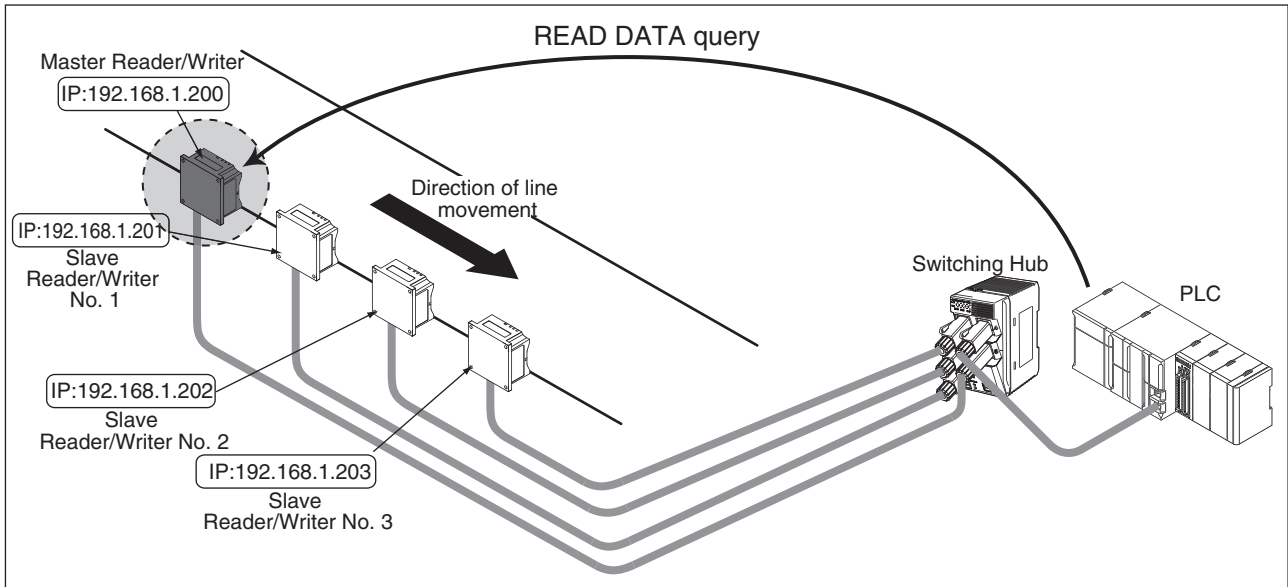 READ DATA query
Master Reader/Writer
IP:192.168.1.200
Direction of line
movement
IP:192.168.1.201
Slave
Reader/Writer
No. 1
Switching Hub
PLC
IP:192.168.1.202
Slave
Reader/Writer No. 2
IP:192.168.1.203
Slave
Reader/Writer No. 3